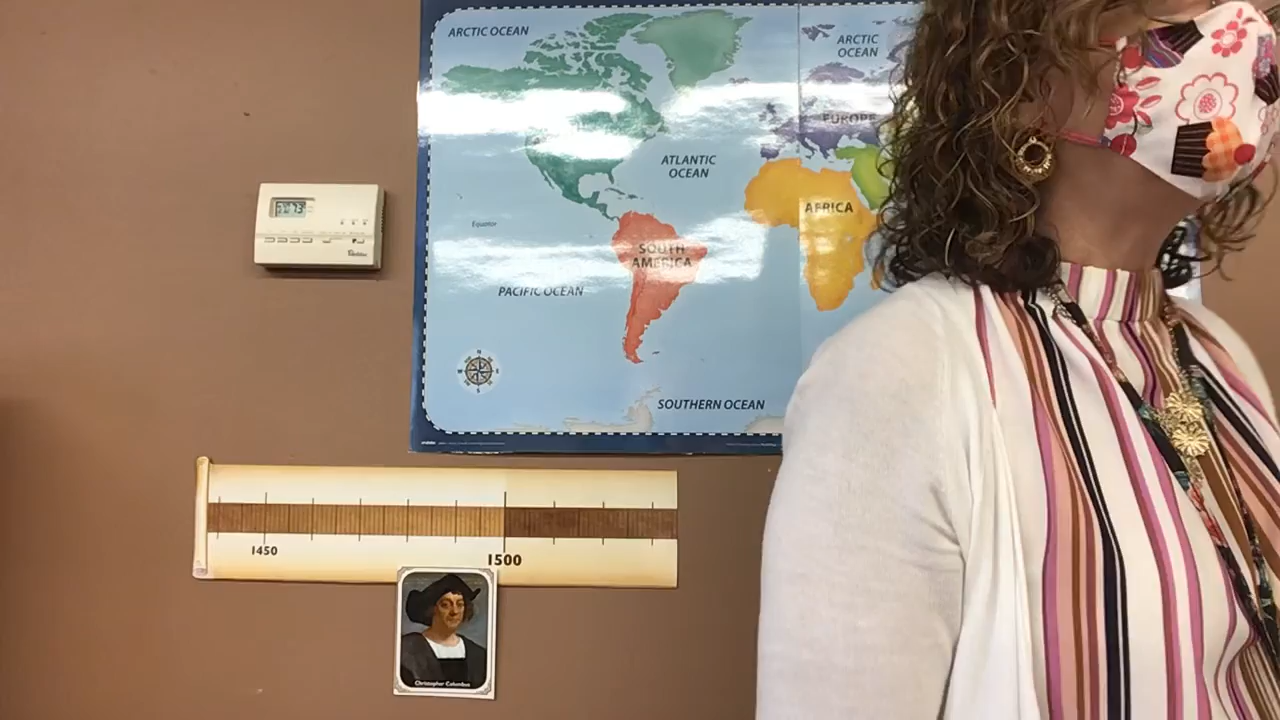 ARCTIC OCEAN
ARCTIC
OCEAN
EUROPE
ATLANTIC
OCEAN
AFRICA
Equator
SOUTH
AMERICA
PACIFIC OCEAN
N
W
E
S
SOUTHERN OCEAN
1450
1500
Christopher Columbus